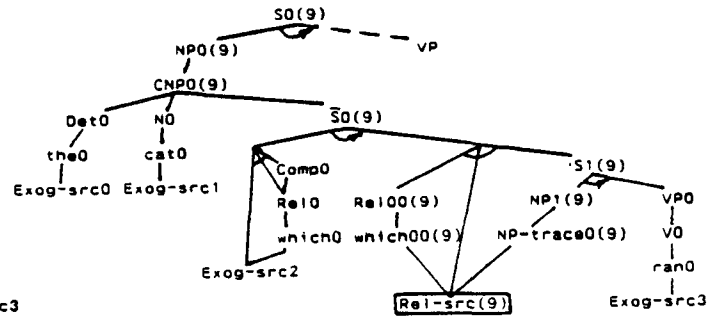 S0(9)
NP0(9) VP
CNP0(9)
Det0 N0 S̄0(9)
the0 cat0 Comp0 ·S1(9)
Exog-src0 Exog-src1 Rel0 Rel00(9) NP1(9) VP0
which0 which00(9) NP-trace0(9) V0
Exog-src2 ran0
c3 Rel-src(9) Exog-src3